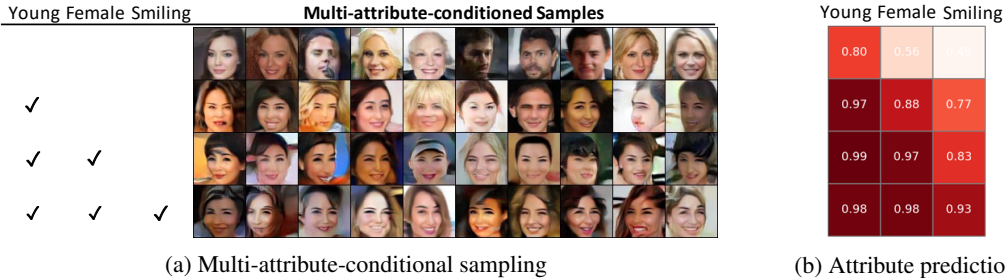 Young Female Smiling Multi-attribute-conditioned Samples Young Female Smiling
0.80 0.56
✓ 0.97 0.88 0.77
✓ ✓ 0.99 0.97 0.83
✓ ✓ ✓ 0.98 0.98 0.93
(a) Multi-attribute-conditional sampling (b) Attribute predictio